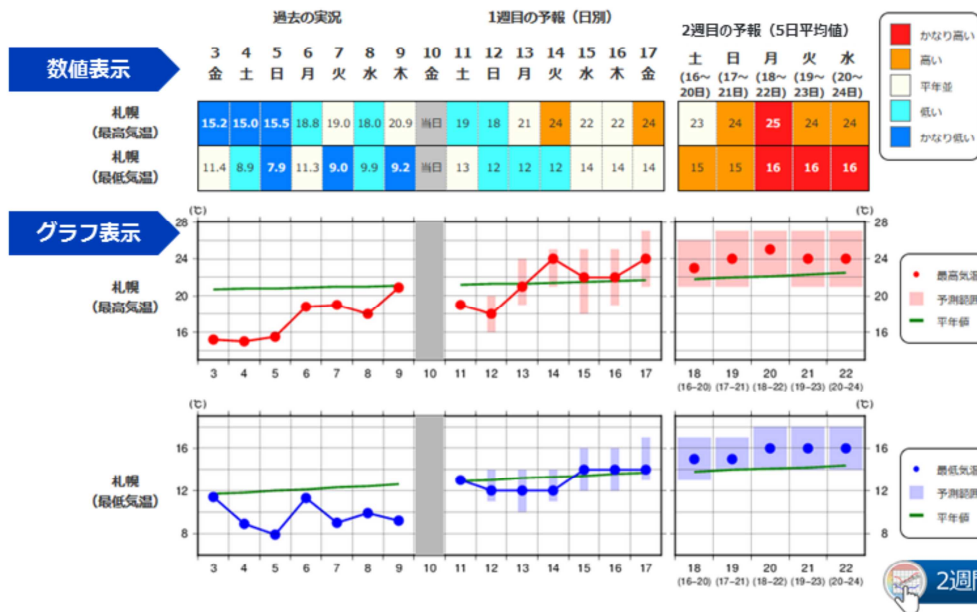 過去の実況
1週目の予報（日別）
2週目の予報（5日平均値）
かなり高い
高い
平年並
低い
かなり低い
数値表示
3 4 5 6 7 8 9 10 11 12 13 14 15 16 17
金 土 日 月 火 水 木 金 土 日 月 火 水 木 金
土 日 月 火 水
(16～20日) (17～21日) (18～22日) (19～23日) (20～24日)
札幌
（最高気温）
15.2 15.0 15.5 18.8 19.0 18.0 20.9 当日 19 18 21 24 22 22 24 23 24 25 24 24
札幌
（最低気温）
11.4 8.9 7.9 11.3 9.0 9.9 9.2 当日 13 12 12 12 14 14 14 15 15 16 16 16
グラフ表示
(℃) (℃)
28 28
24 24
20 20
16 16
札幌
（最高気温）
最高気温
予測範囲
平年値
3 4 5 6 7 8 9 10 11 12 13 14 15 16 17 18 19 20 21 22
(16-20) (17-21) (18-22) (19-23) (20-24)
(℃) (℃)
16 16
12 12
8 8
札幌
（最低気温）
最低気温
予測範囲
平年値
3 4 5 6 7 8 9 10 11 12 13 14 15 16 17 18 19 20 21 22
(16-20) (17-21) (18-22) (19-23) (20-24)
2週間